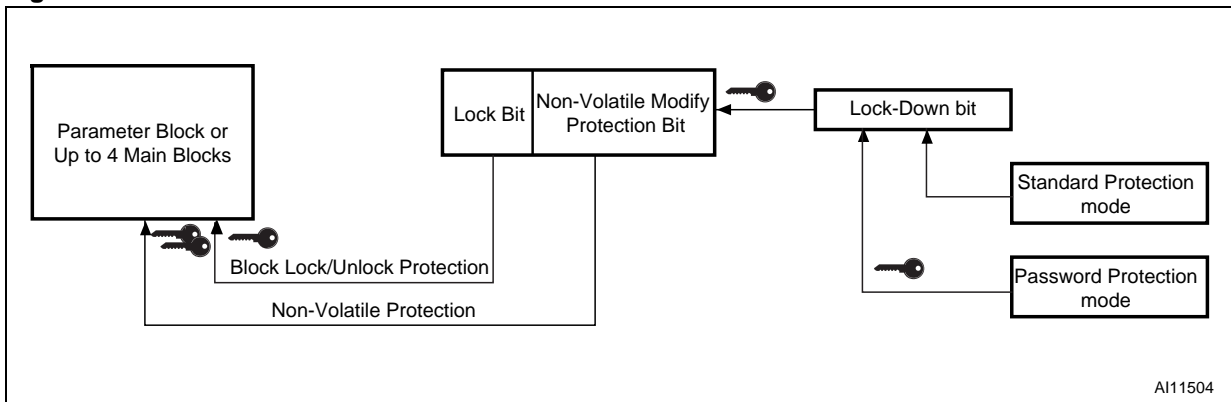 Parameter Block or
Up to 4 Main Blocks
Lock Bit
Non-Volatile Modify
Protection Bit
Lock-Down bit
Standard Protection
mode
Password Protection
mode
Block Lock/Unlock Protection
Non-Volatile Protection
AI11504